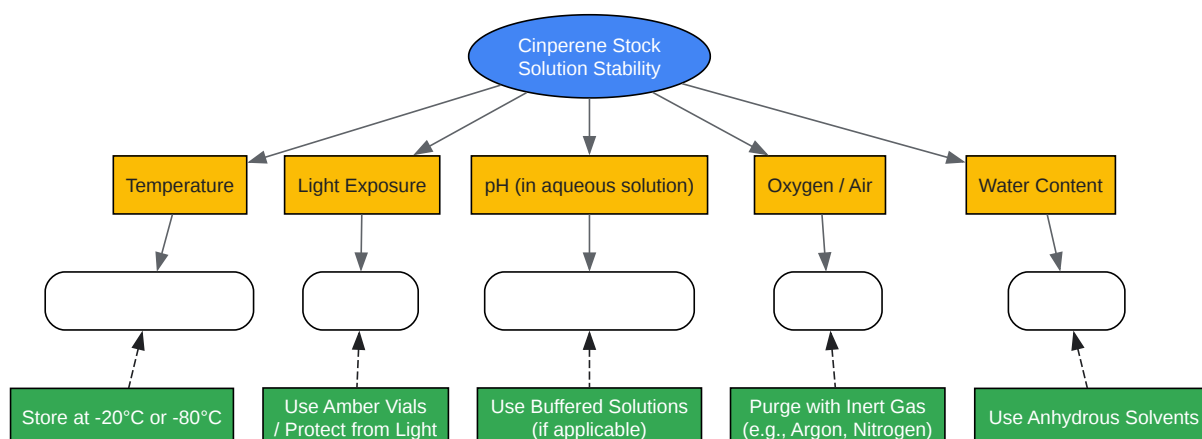 Cinperene Stock
Solution Stability
Temperature
Light Exposure
pH (in aqueous solution)
Oxygen / Air
Water Content
Store at -20°C or -80°C
Use Amber Vials
/ Protect from Light
Use Buffered Solutions
(if applicable)
Purge with Inert Gas
(e.g., Argon, Nitrogen)
Use Anhydrous Solvents